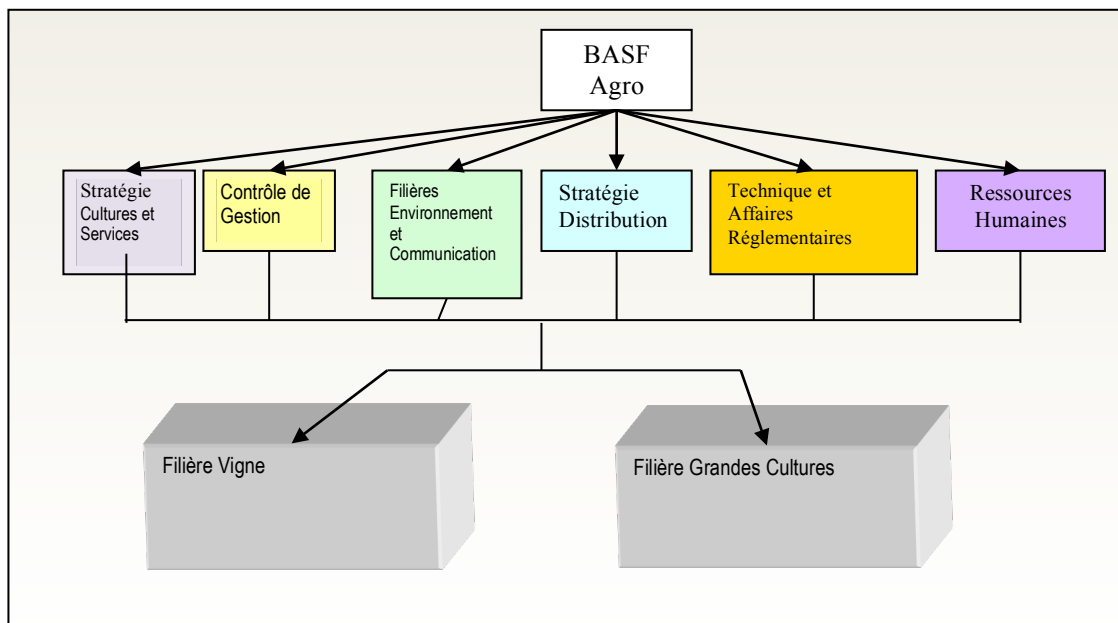 BASF
Agro
Stratégie
Cultures et
Services
Contrôle de
Gestion
Filières
Environnement
et
Communication
Stratégie
Distribution
Technique et
Affaires
Réglementaires
Ressources
Humaines
Filière Vigne
Filière Grandes Cultures